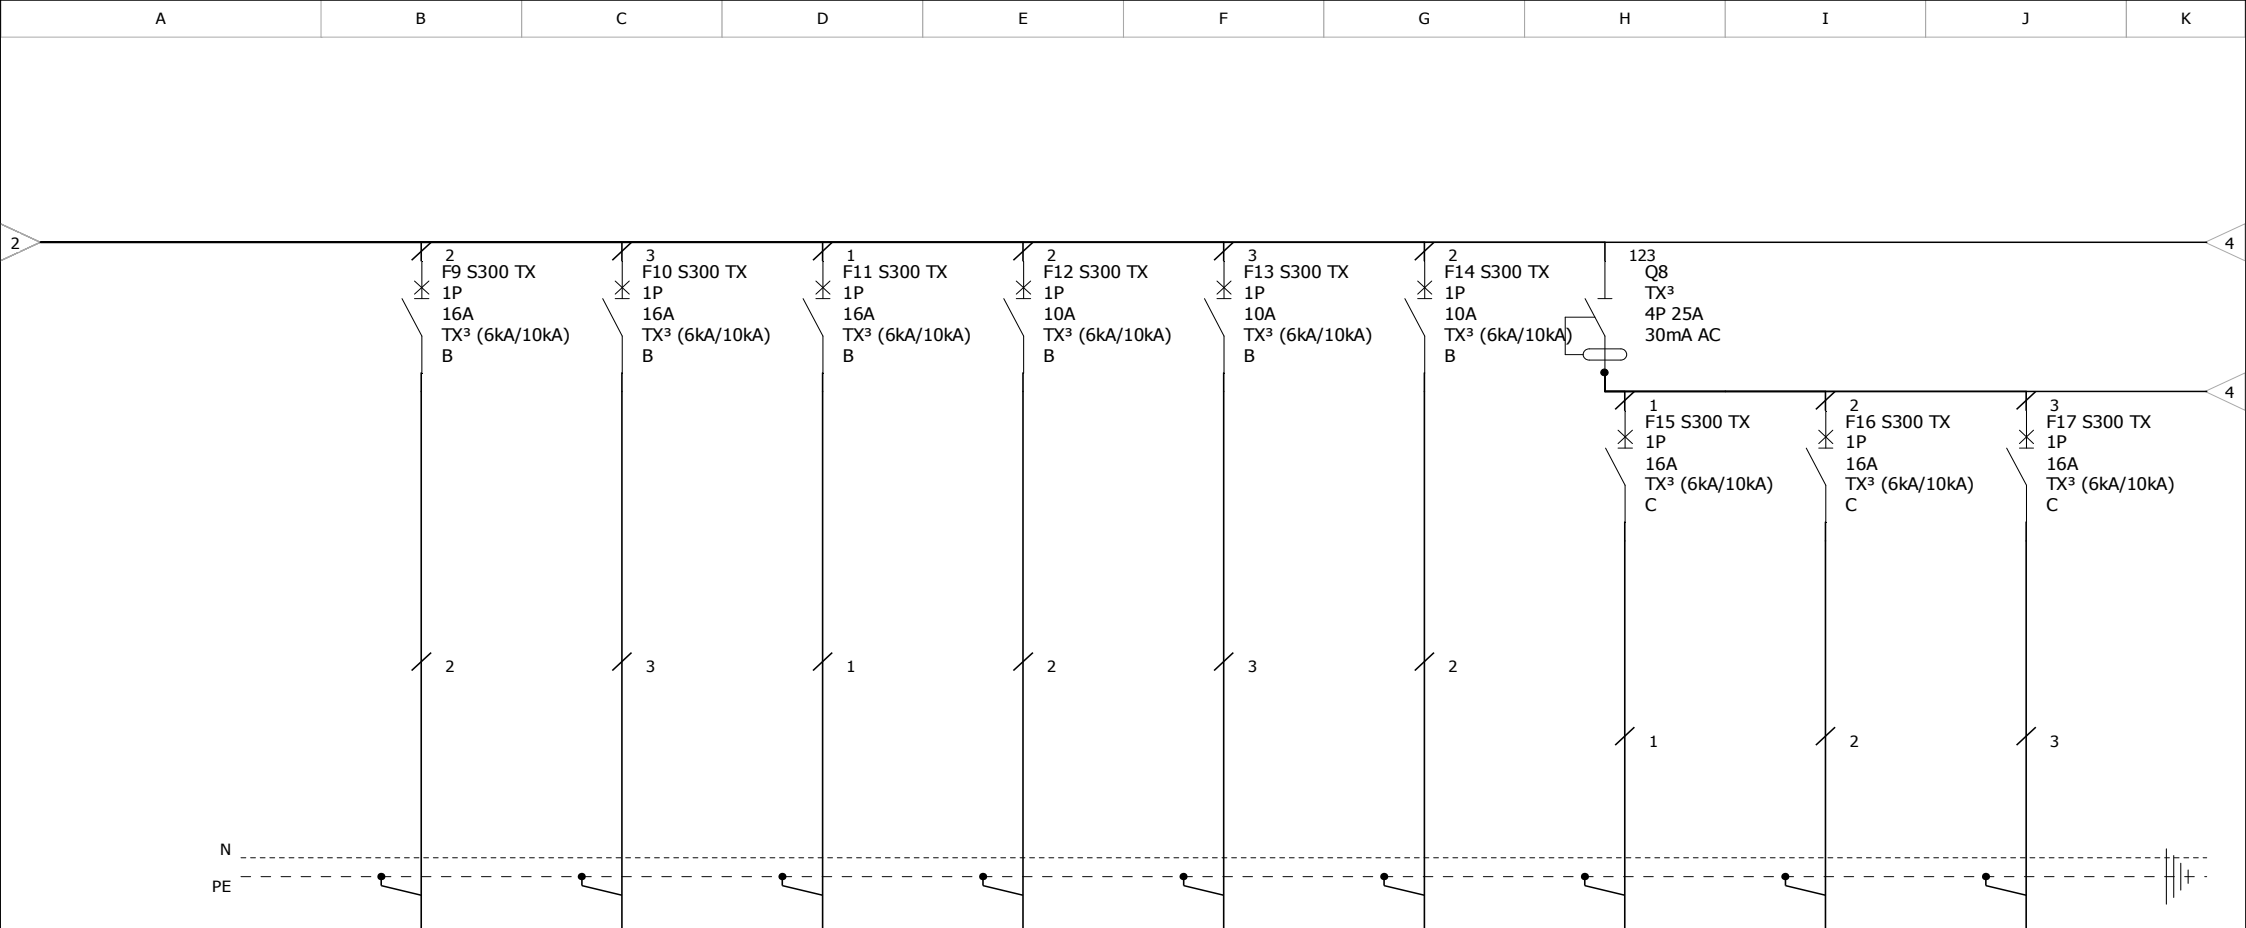 A B C D E F G H I J K
2 4
2 3 1 2 3 2 123
F9 S300 TX
1P
16A
TX³ (6kA/10kA)
B
F10 S300 TX
1P
16A
TX³ (6kA/10kA)
B
F11 S300 TX
1P
16A
TX³ (6kA/10kA)
B
F12 S300 TX
1P
10A
TX³ (6kA/10kA)
B
F13 S300 TX
1P
10A
TX³ (6kA/10kA)
B
F14 S300 TX
1P
10A
TX³ (6kA/10kA)
B
Q8
TX³
4P 25A
30mA AC
4
1 2 3
F15 S300 TX
1P
16A
TX³ (6kA/10kA)
C
F16 S300 TX
1P
16A
TX³ (6kA/10kA)
C
F17 S300 TX
1P
16A
TX³ (6kA/10kA)
C
2 3 1 2 3 2
1 2 3
N
PE